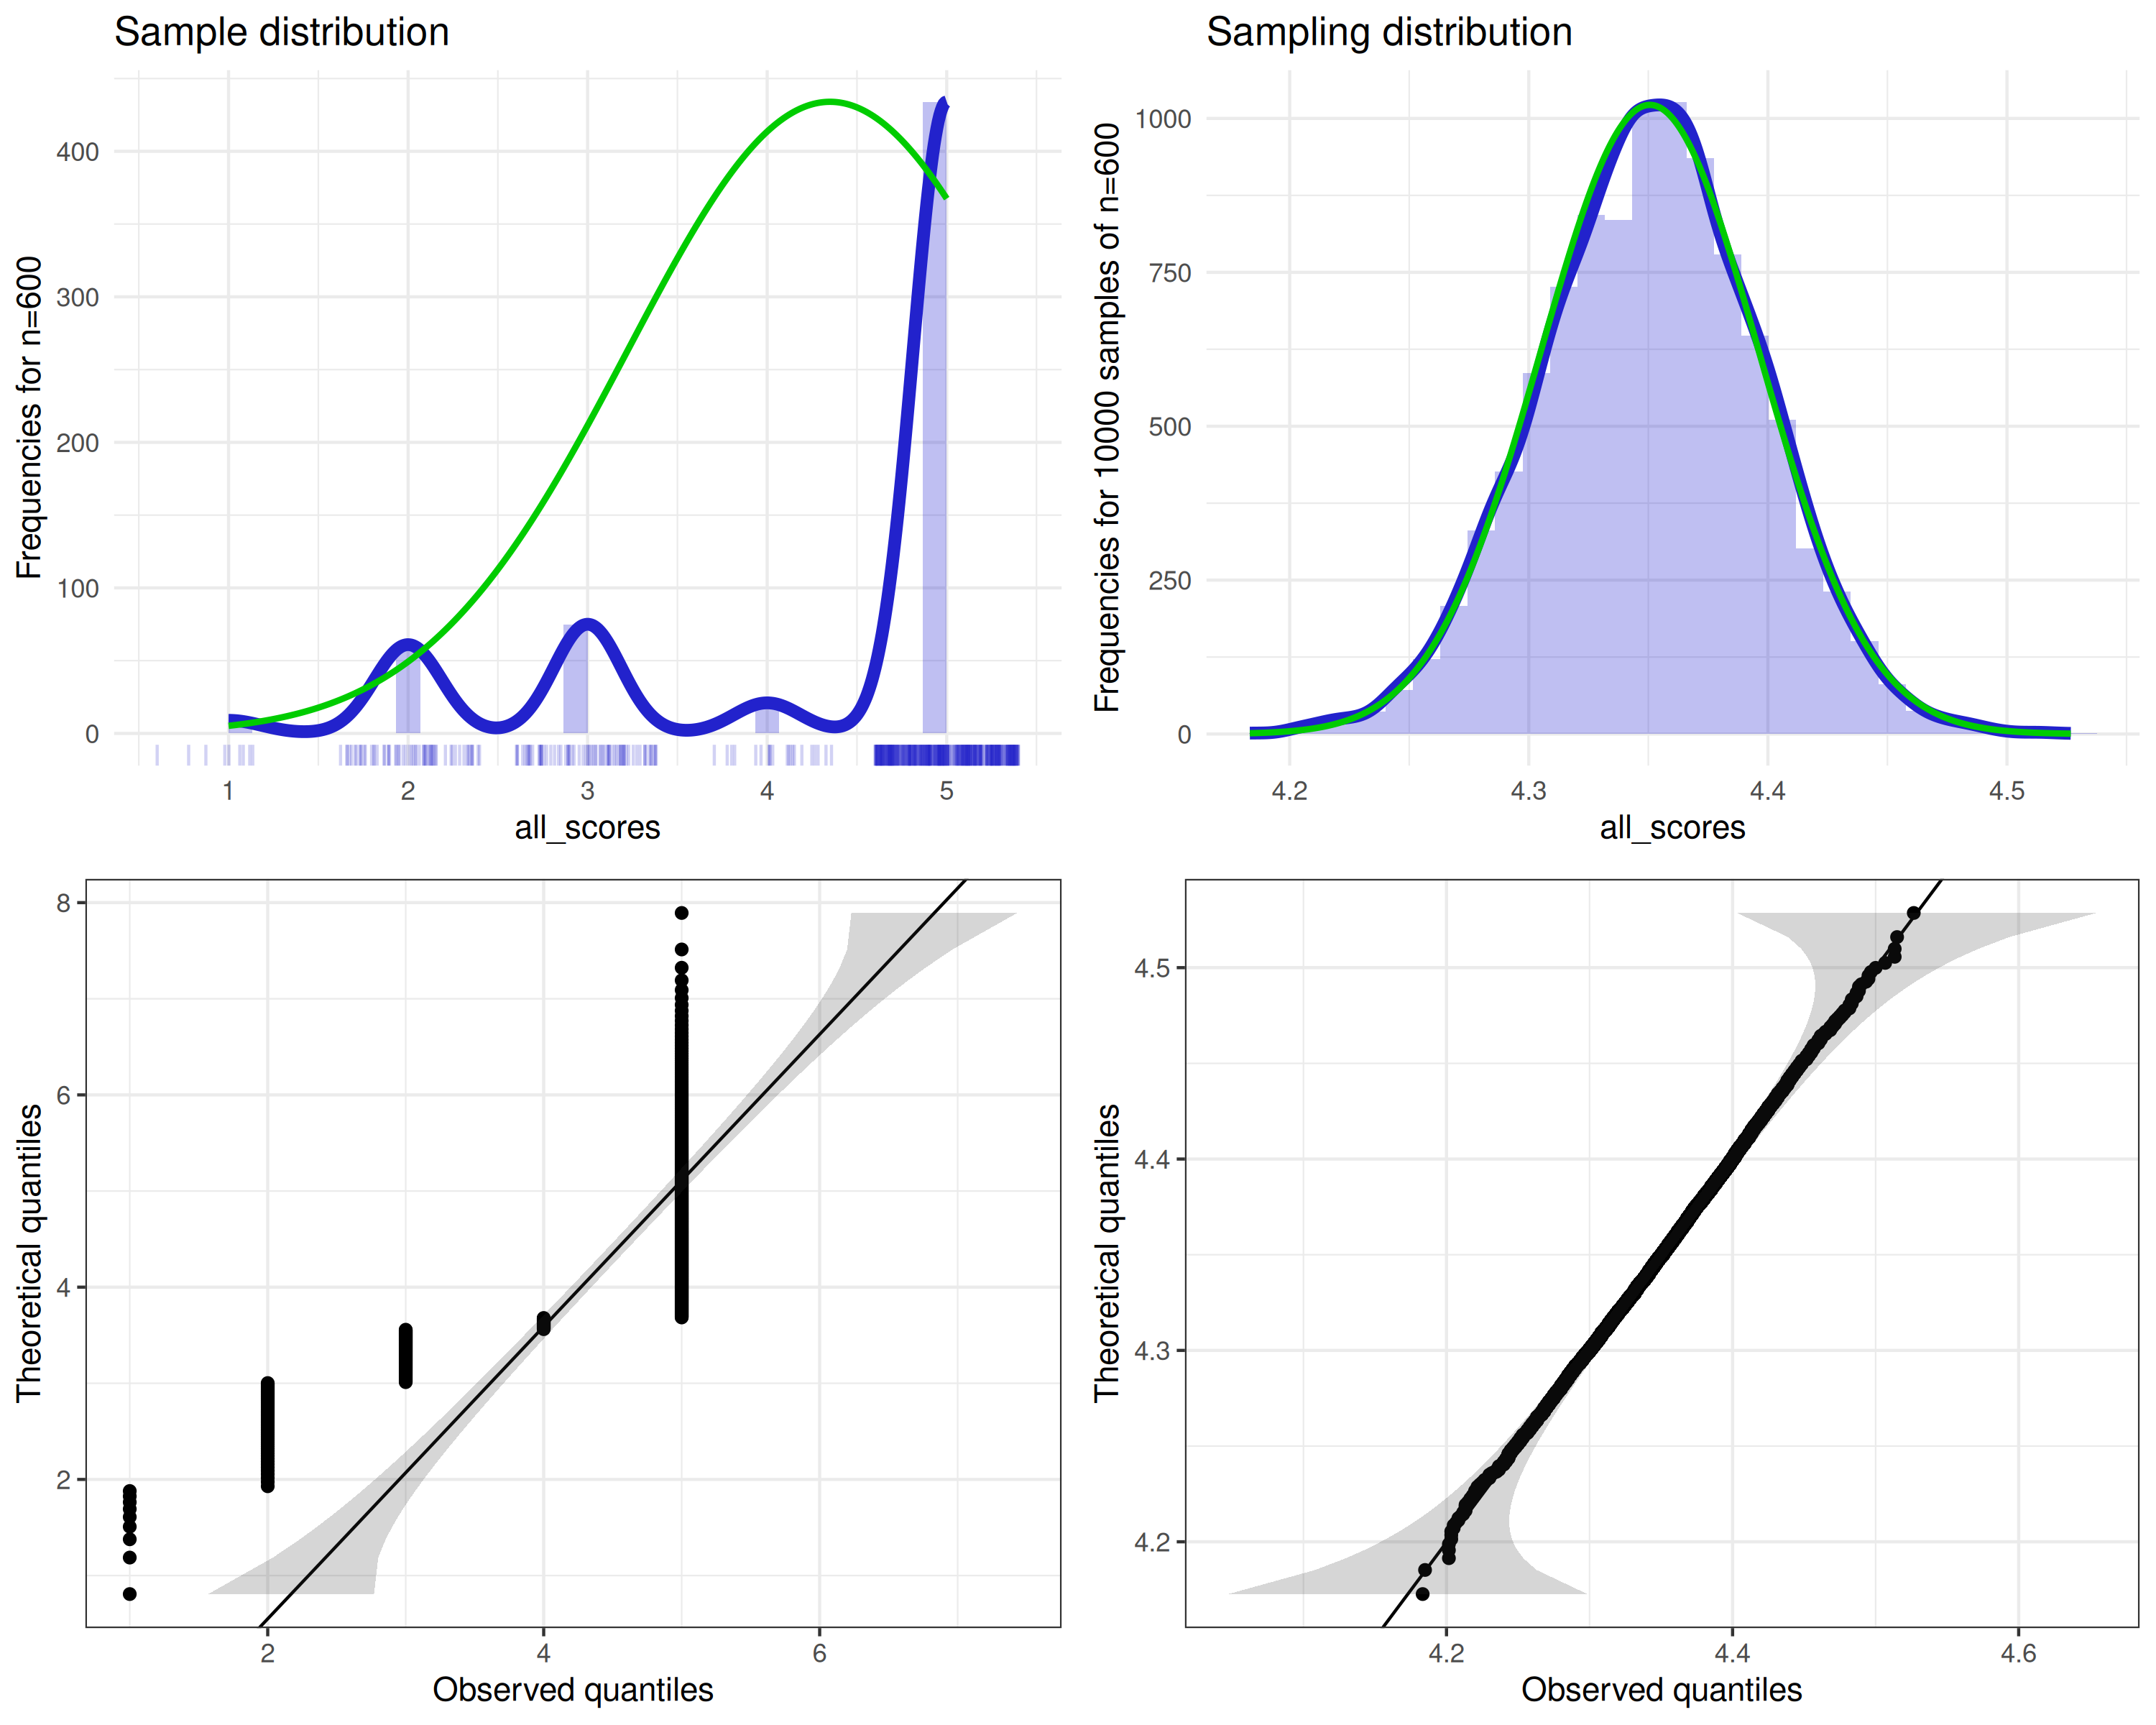 Sample distribution
Frequencies for n=600
400
300
200
100
0
1 2 3 4 5
all_scores
Sampling distribution
Frequencies for 10000 samples of n=600
1000
750
500
250
0
4.2 4.3 4.4 4.5
all_scores
Theoretical quantiles
8
6
4
2
2 4 6
Observed quantiles
Theoretical quantiles
4.5
4.4
4.3
4.2
4.2 4.4 4.6
Observed quantiles